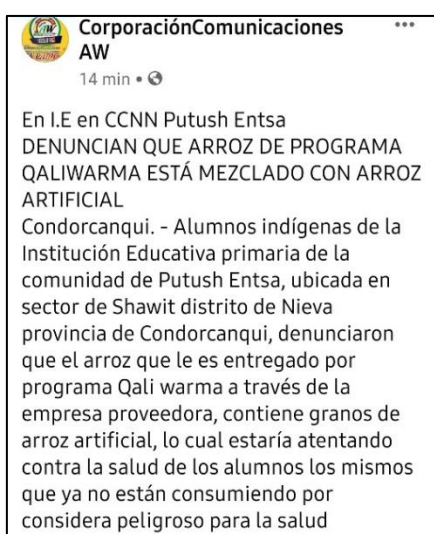 CorporaciónComunicaciones
AW
14 min
En I.E en CCNN Putush Entsa
DENUNCIAN QUE ARROZ DE PROGRAMA
QALIWARMA ESTÁ MEZCLADO CON ARROZ
ARTIFICIAL
Condorcanqui. - Alumnos indígenas de la
Institución Educativa primaria de la
comunidad de Putush Entsa, ubicada en
sector de Shawit distrito de Nieva
provincia de Condorcanqui, denunciaron
que el arroz que le es entregado por
programa Qali warma a través de la
empresa proveedora, contiene granos de
arroz artificial, lo cual estaría atentando
contra la salud de los alumnos los mismos
que ya no están consumiendo por
considera peligroso para la salud